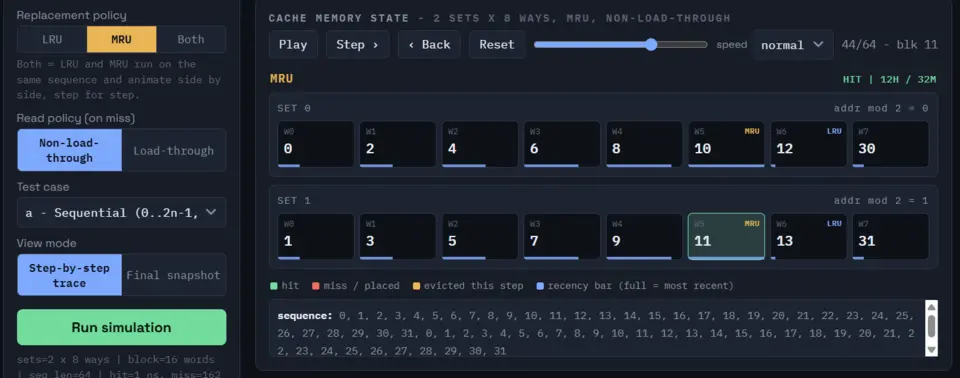 Replacement policy
LRU MRU Both
Both = LRU and MRU run on the
same sequence and animate side by
side, step for step.
Read policy (on miss)
Non-load-
through
Load-through
Test case
a - Sequential (0..2n-1,
View mode
Step-by-step
trace
Final snapshot
Run simulation
sets=2 x 8 ways | block=16 words
| seq len=64 | hit=1 ns, miss=162
CACHE MEMORY STATE - 2 SETS X 8 WAYS, MRU, NON-LOAD-THROUGH
Play Step › ‹ Back Reset speed normal 44/64 - blk 11
MRU HIT | 12H / 32M
SET 0 addr mod 2 = 0
W0 W1 W2 W3 W4 W5 MRU W6 LRU W7
0 2 4 6 8 10 12 30
SET 1 addr mod 2 = 1
W0 W1 W2 W3 W4 W5 MRU W6 LRU W7
1 3 5 7 9 11 13 31
hit miss / placed evicted this step recency bar (full = most recent)
sequence: 0, 1, 2, 3, 4, 5, 6, 7, 8, 9, 10, 11, 12, 13, 14, 15, 16, 17, 18, 19, 20, 21, 22, 23, 24, 25,
26, 27, 28, 29, 30, 31, 0, 1, 2, 3, 4, 5, 6, 7, 8, 9, 10, 11, 12, 13, 14, 15, 16, 17, 18, 19, 20, 21, 2
2, 23, 24, 25, 26, 27, 28, 29, 30, 31